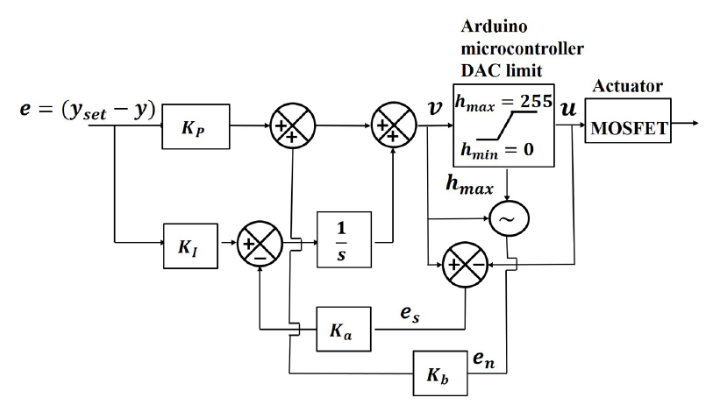 Arduino
microcontroller
DAC limit
Actuator
e = (y_set − y)
K_P
+
+
+
+
v
h_max = 255
h_min = 0
u
MOSFET
h_max
~
K_I
+
−
1
s
+
−
K_a
e_s
K_b
e_n